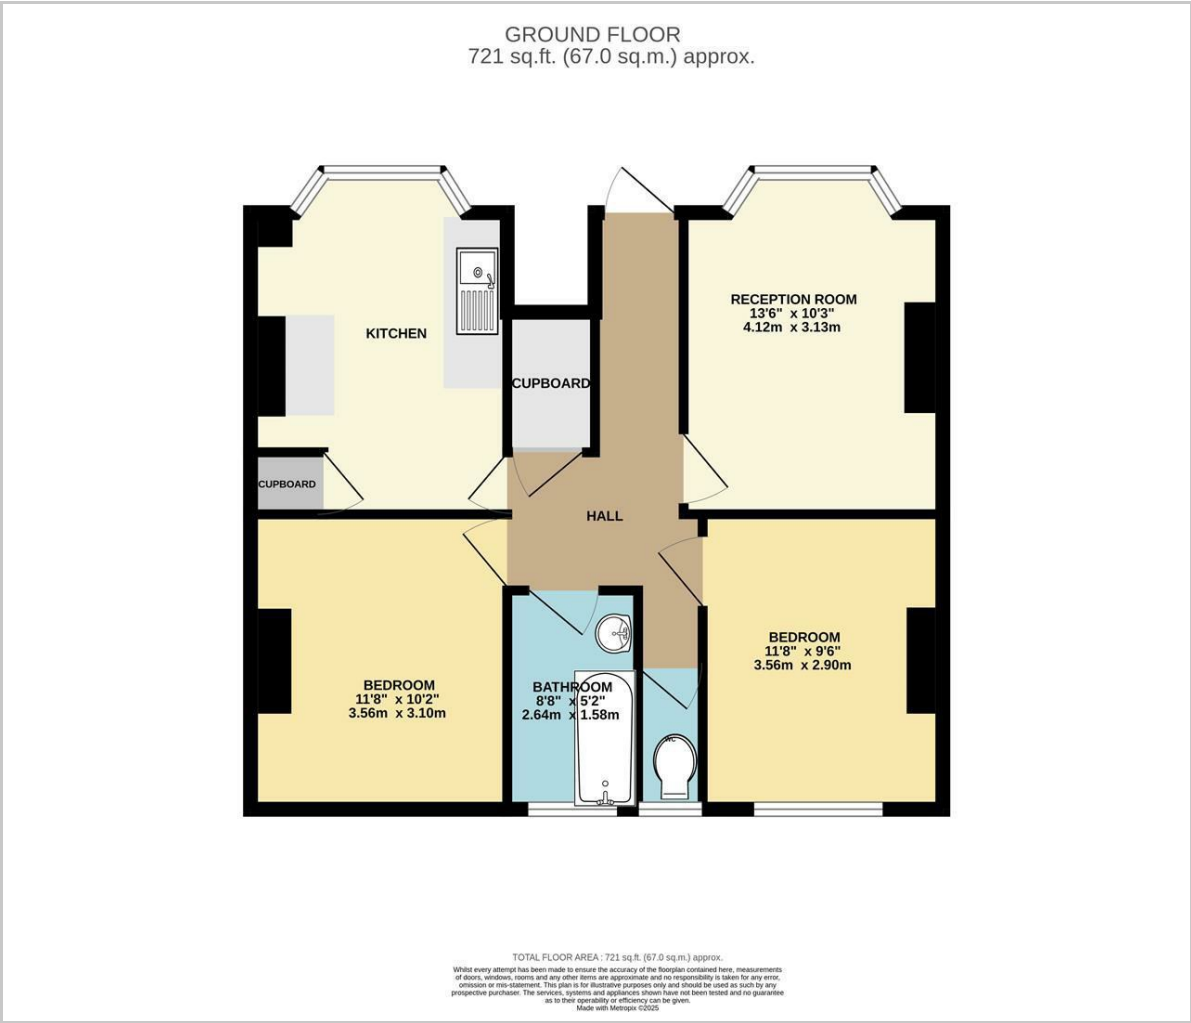 GROUND FLOOR
721 sq.ft. (67.0 sq.m.) approx.
RECEPTION ROOM
13'6" x 10'3"
4.12m x 3.13m
KITCHEN
CUPBOARD
CUPBOARD
HALL
BEDROOM
11'8" x 9'6"
3.56m x 2.90m
BEDROOM
11'8" x 10'2"
3.56m x 3.10m
BATHROOM
8'8" x 5'2"
2.64m x 1.58m
WC
TOTAL FLOOR AREA : 721 sq.ft. (67.0 sq.m.) approx.
Whilst every attempt has been made to ensure the accuracy of the floorplan contained here, measurements
of doors, windows, rooms and any other items are approximate and no responsibility is taken for any error,
omission or mis-statement. This plan is for illustrative purposes only and should be used as such by any
prospective purchaser. The services, systems and appliances shown have not been tested and no guarantee
as to their operability or efficiency can be given.
Made with Metropix ©2025